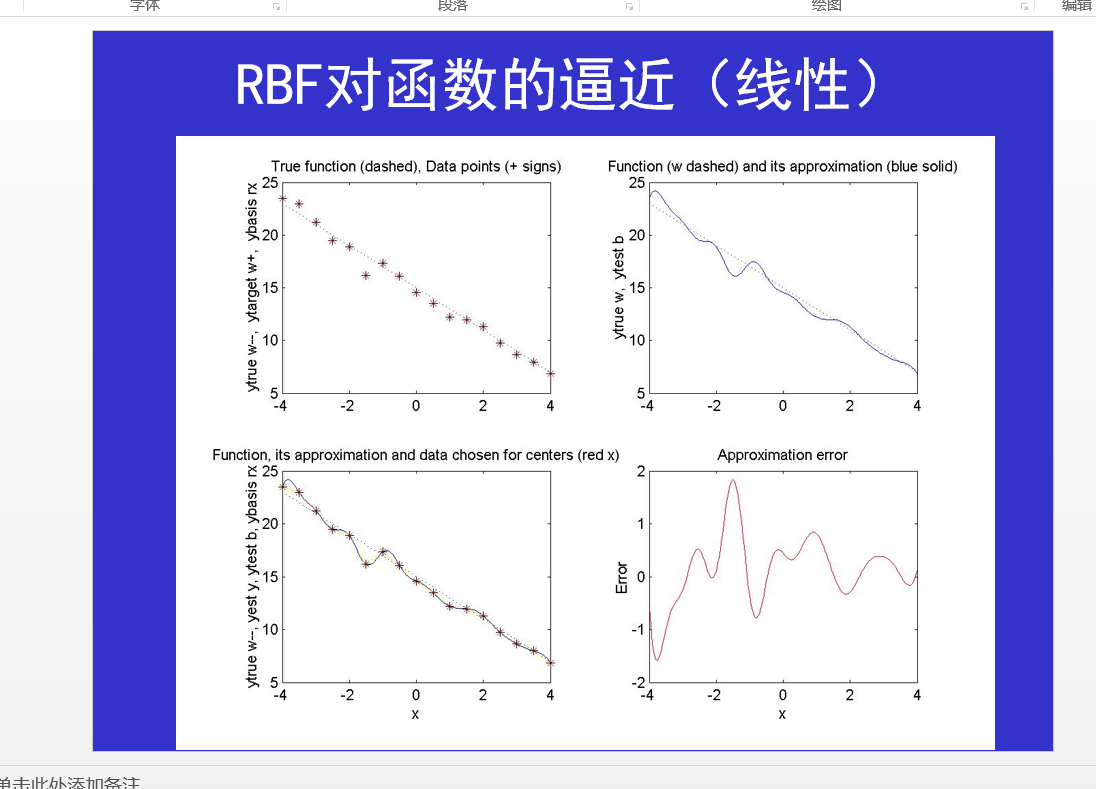 字体 段落 绘图 编辑
RBF对函数的逼近（线性）
True function (dashed), Data points (+ signs)
ytrue w--, ytarget w+, ybasis rx
25
20
15
10
5
-4 -2 0 2 4
Function (w dashed) and its approximation (blue solid)
ytrue w, ytest b
25
20
15
10
5
-4 -2 0 2 4
Function, its approximation and data chosen for centers (red x)
ytrue w--, yest y, ytest b, ybasis rx
25
20
15
10
5
-4 -2 0 2 4
x
Approximation error
Error
2
1
0
-1
-2
-4 -2 0 2 4
x
单击此处添加备注